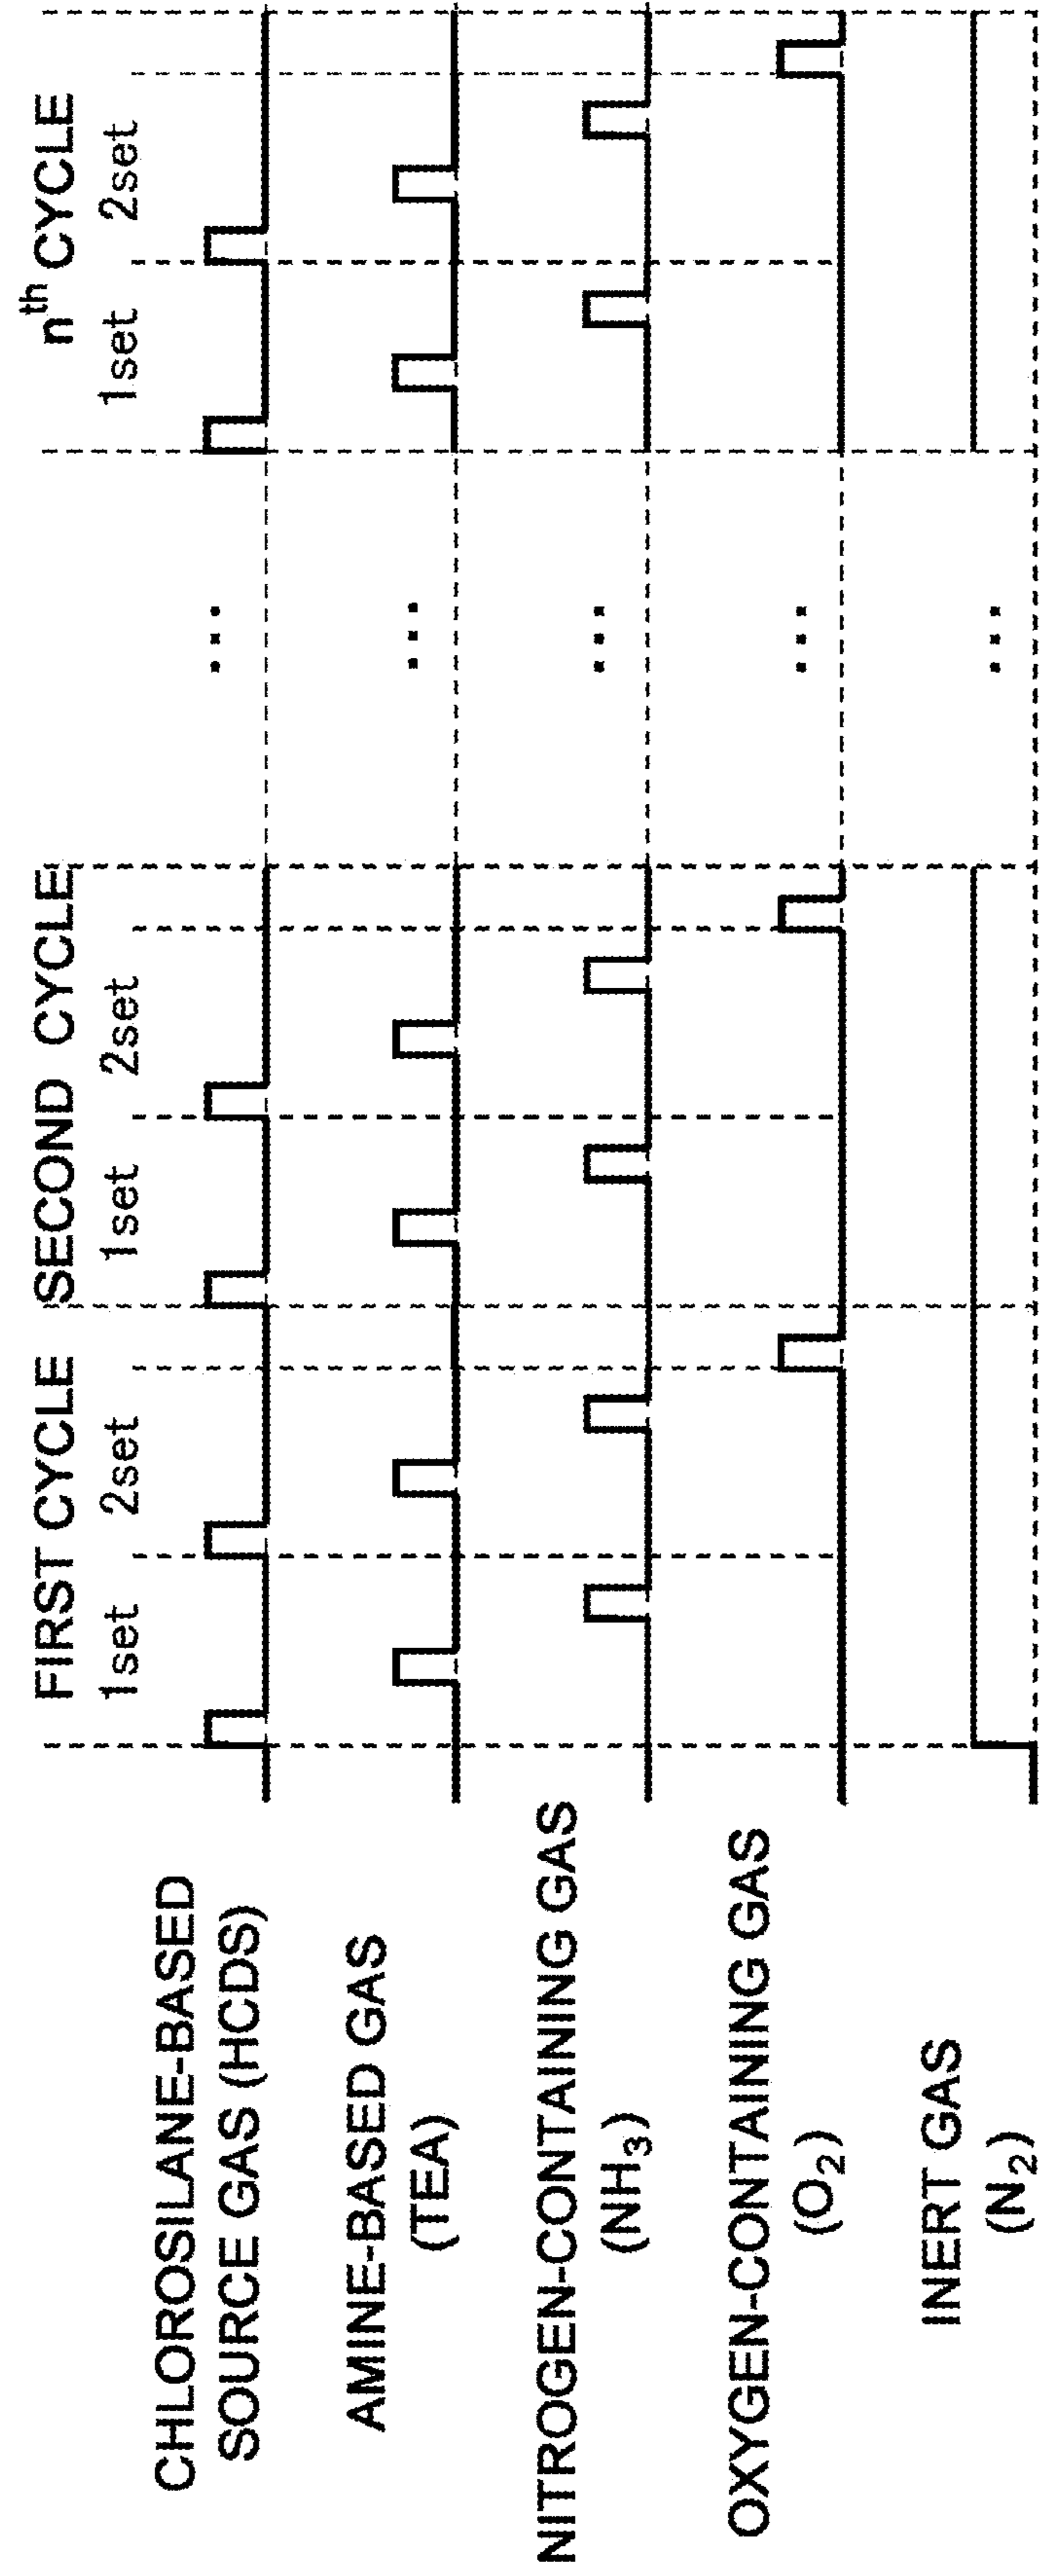 FIRST CYCLE SECOND CYCLE nth CYCLE
1set 2set 1set 2set 1set 2set
CHLOROSILANE-BASED
SOURCE GAS (HCDS)
...
AMINE-BASED GAS
(TEA)
...
NITROGEN-CONTAINING GAS
(NH₃)
...
OXYGEN-CONTAINING GAS
(O₂)
...
INERT GAS
(N₂)
...